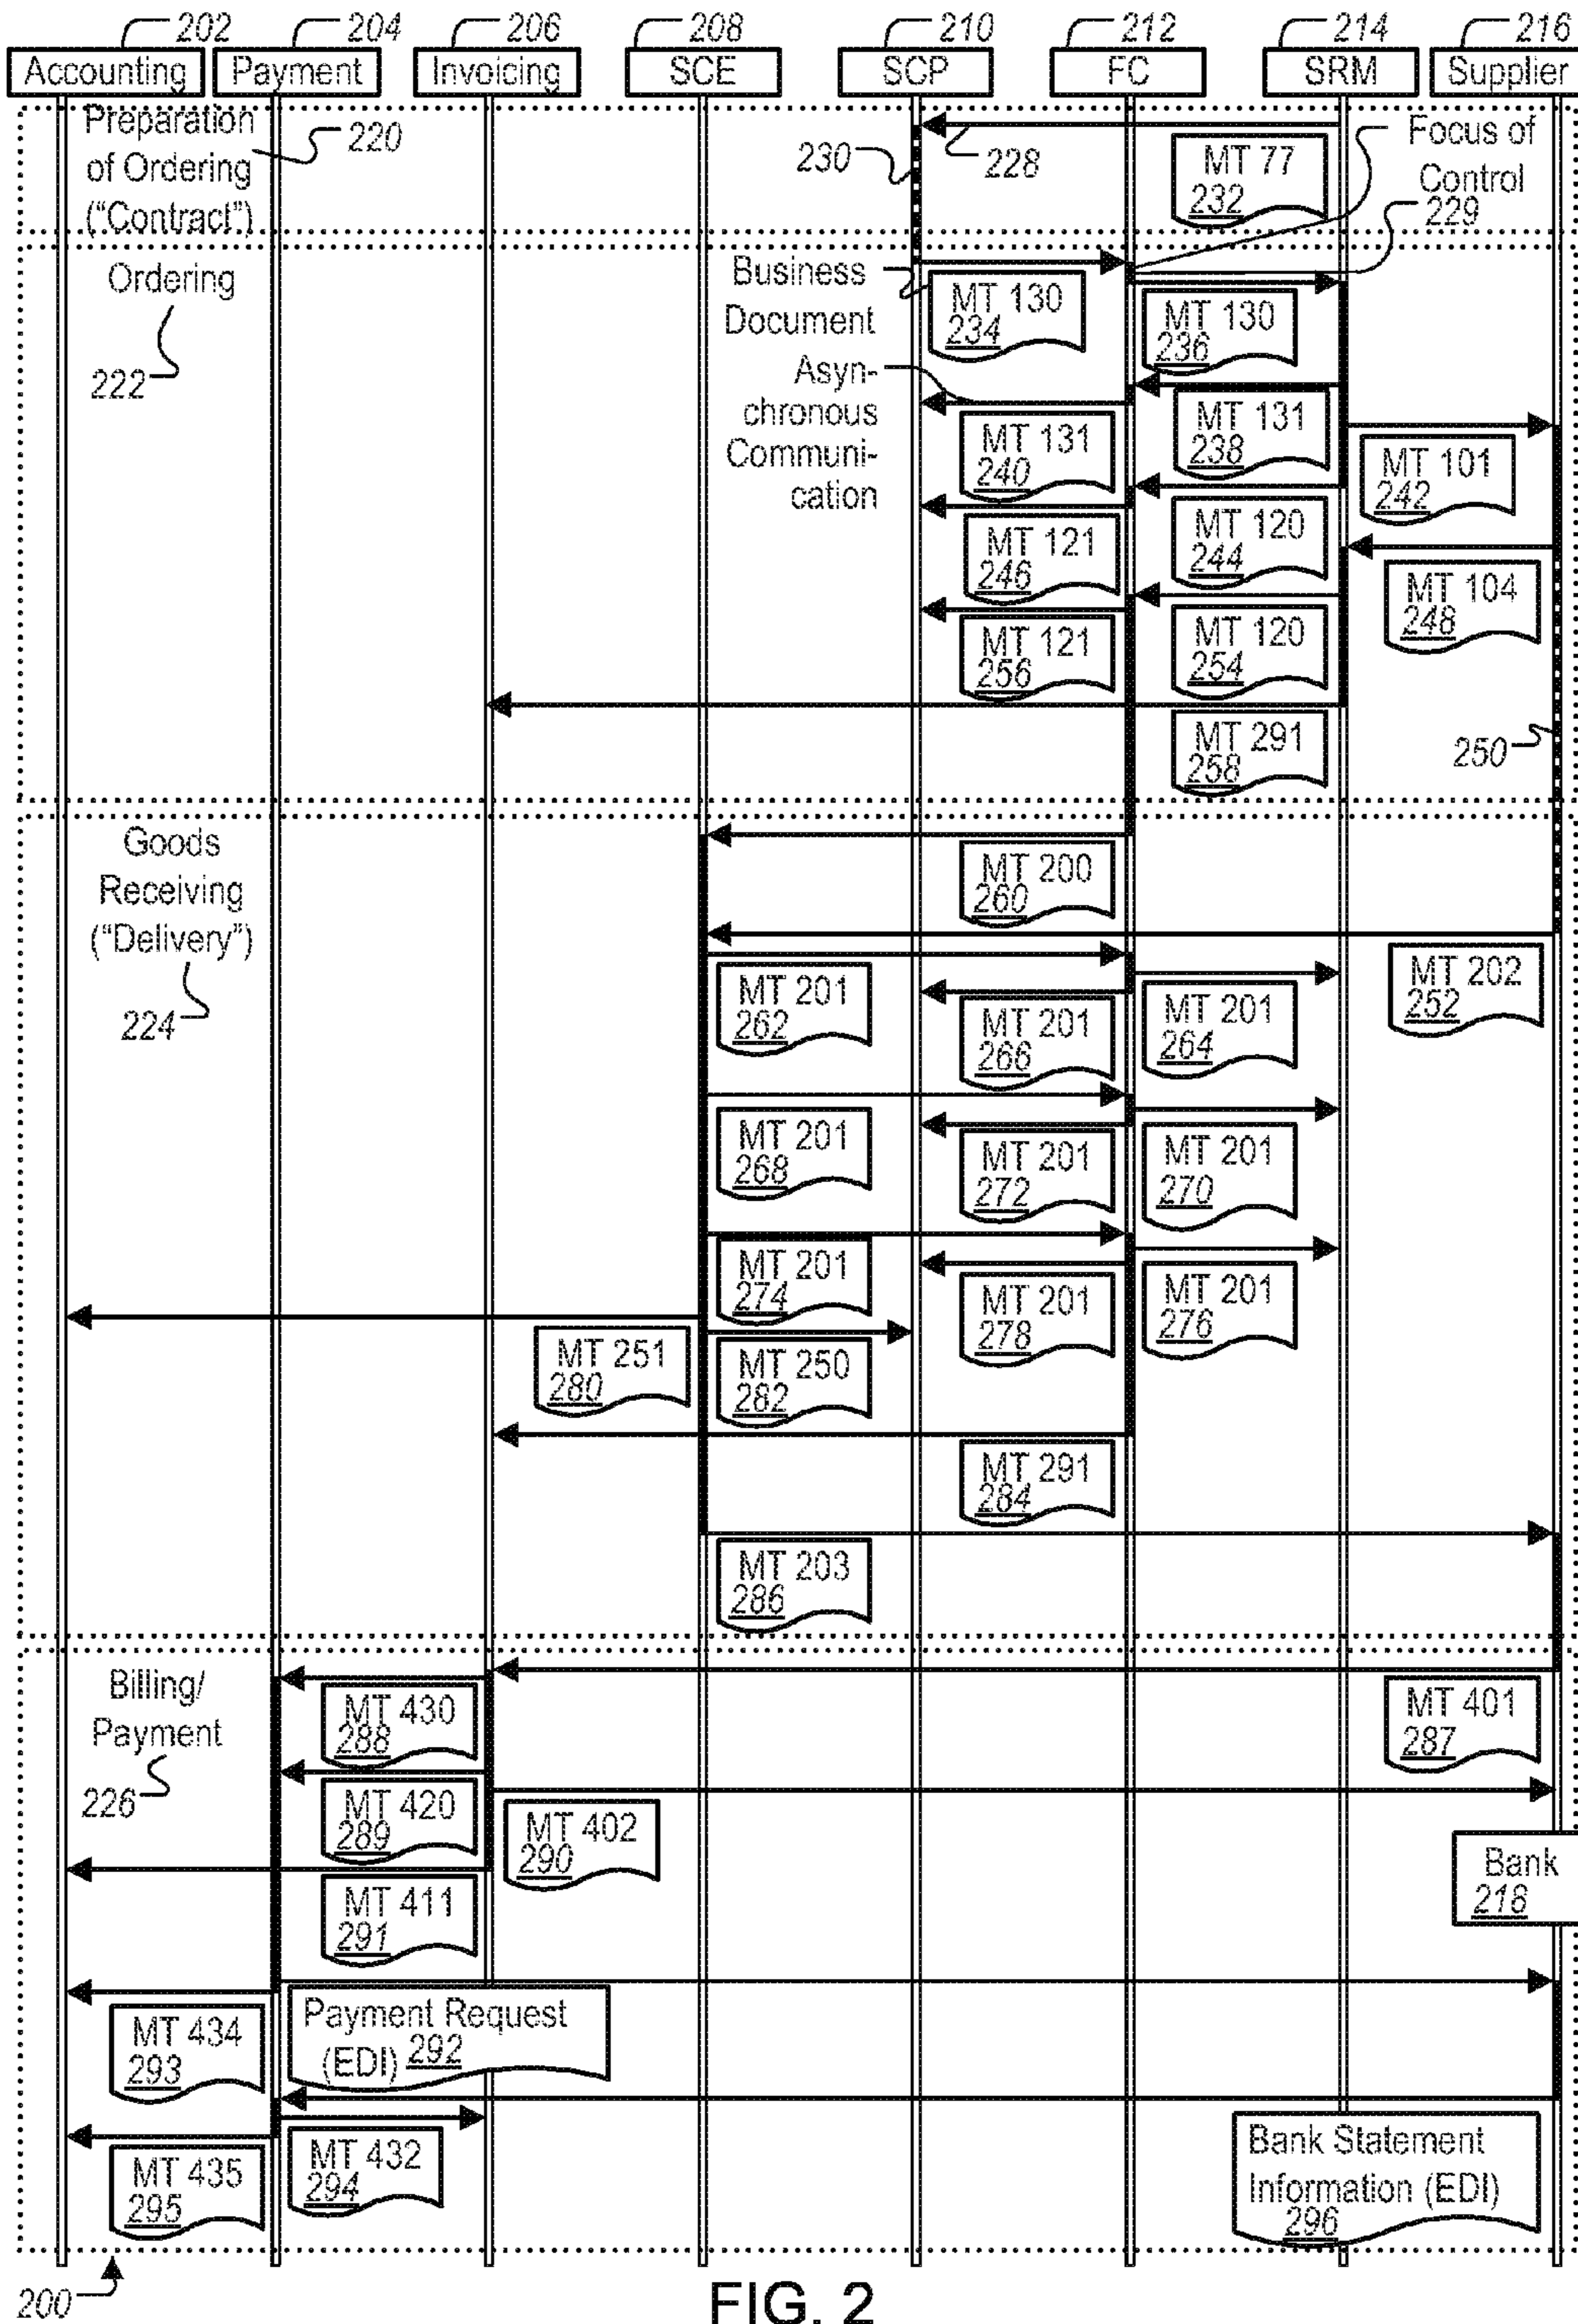 202 204 206 208 210 212 214 216
Accounting Payment Invoicing SCE SCP FC SRM Supplier
Preparation
of Ordering
("Contract")
220
230
228
MT 77
232
Focus of
Control
229
Ordering
222
Business
Document
MT 130
234
MT 130
236
Asyn-
chronous
Communi-
cation
MT 131
240
MT 131
238
MT 101
242
MT 121
246
MT 120
244
MT 104
248
MT 121
256
MT 120
254
MT 291
258
250
Goods
Receiving
("Delivery")
224
MT 200
260
MT 201
262
MT 201
266
MT 201
264
MT 202
252
MT 201
268
MT 201
272
MT 201
270
MT 201
274
MT 201
278
MT 201
276
MT 251
280
MT 250
282
MT 291
284
MT 203
286
Billing/
Payment
226
MT 430
288
MT 401
287
MT 420
289
MT 402
290
Bank
218
MT 411
291
MT 434
293
Payment Request
(EDI) 292
MT 435
295
MT 432
294
Bank Statement
Information (EDI)
296
200
FIG. 2